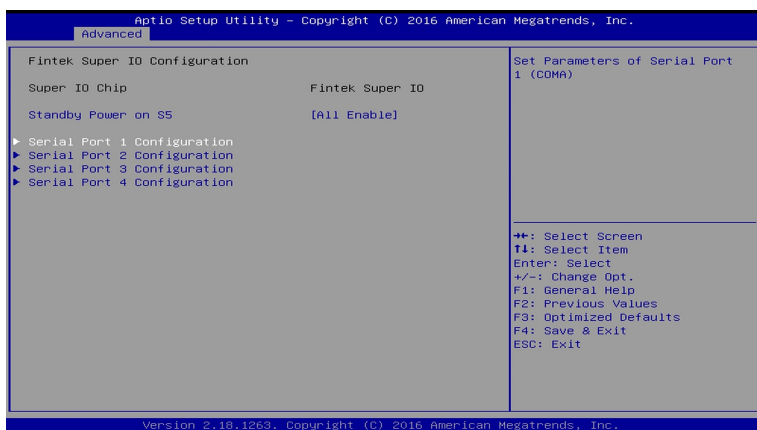 Aptio Setup Utility – Copyright (C) 2016 American Megatrends, Inc.
Advanced
Fintek Super IO Configuration
Super IO Chip Fintek Super IO
Standby Power on S5 [All Enable]
▶ Serial Port 1 Configuration
▶ Serial Port 2 Configuration
▶ Serial Port 3 Configuration
▶ Serial Port 4 Configuration
Set Parameters of Serial Port
1 (COMA)
→←: Select Screen
↑↓: Select Item
Enter: Select
+/-: Change Opt.
F1: General Help
F2: Previous Values
F3: Optimized Defaults
F4: Save & Exit
ESC: Exit
Version 2.18.1263. Copyright (C) 2016 American Megatrends, Inc.